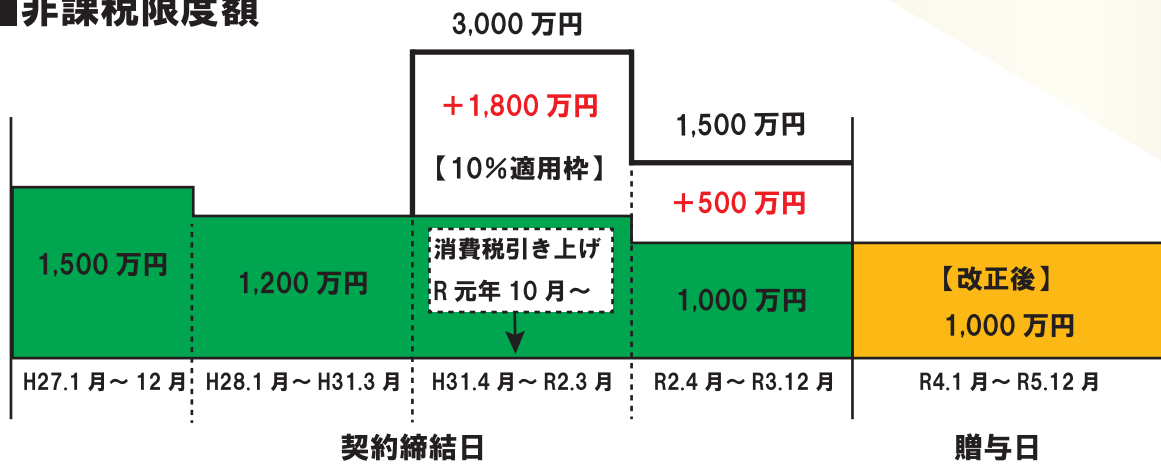 ■非課税限度額
3,000 万円
+1,800 万円
【10%適用枠】
1,500 万円
+500 万円
1,500 万円
1,200 万円
消費税引き上げ
R 元年 10 月〜
1,000 万円
【改正後】
1,000 万円
H27.1 月〜 12 月 H28.1 月〜 H31.3 月 H31.4 月〜 R2.3 月 R2.4 月〜 R3.12 月 R4.1 月〜 R5.12 月
契約締結日 贈与日